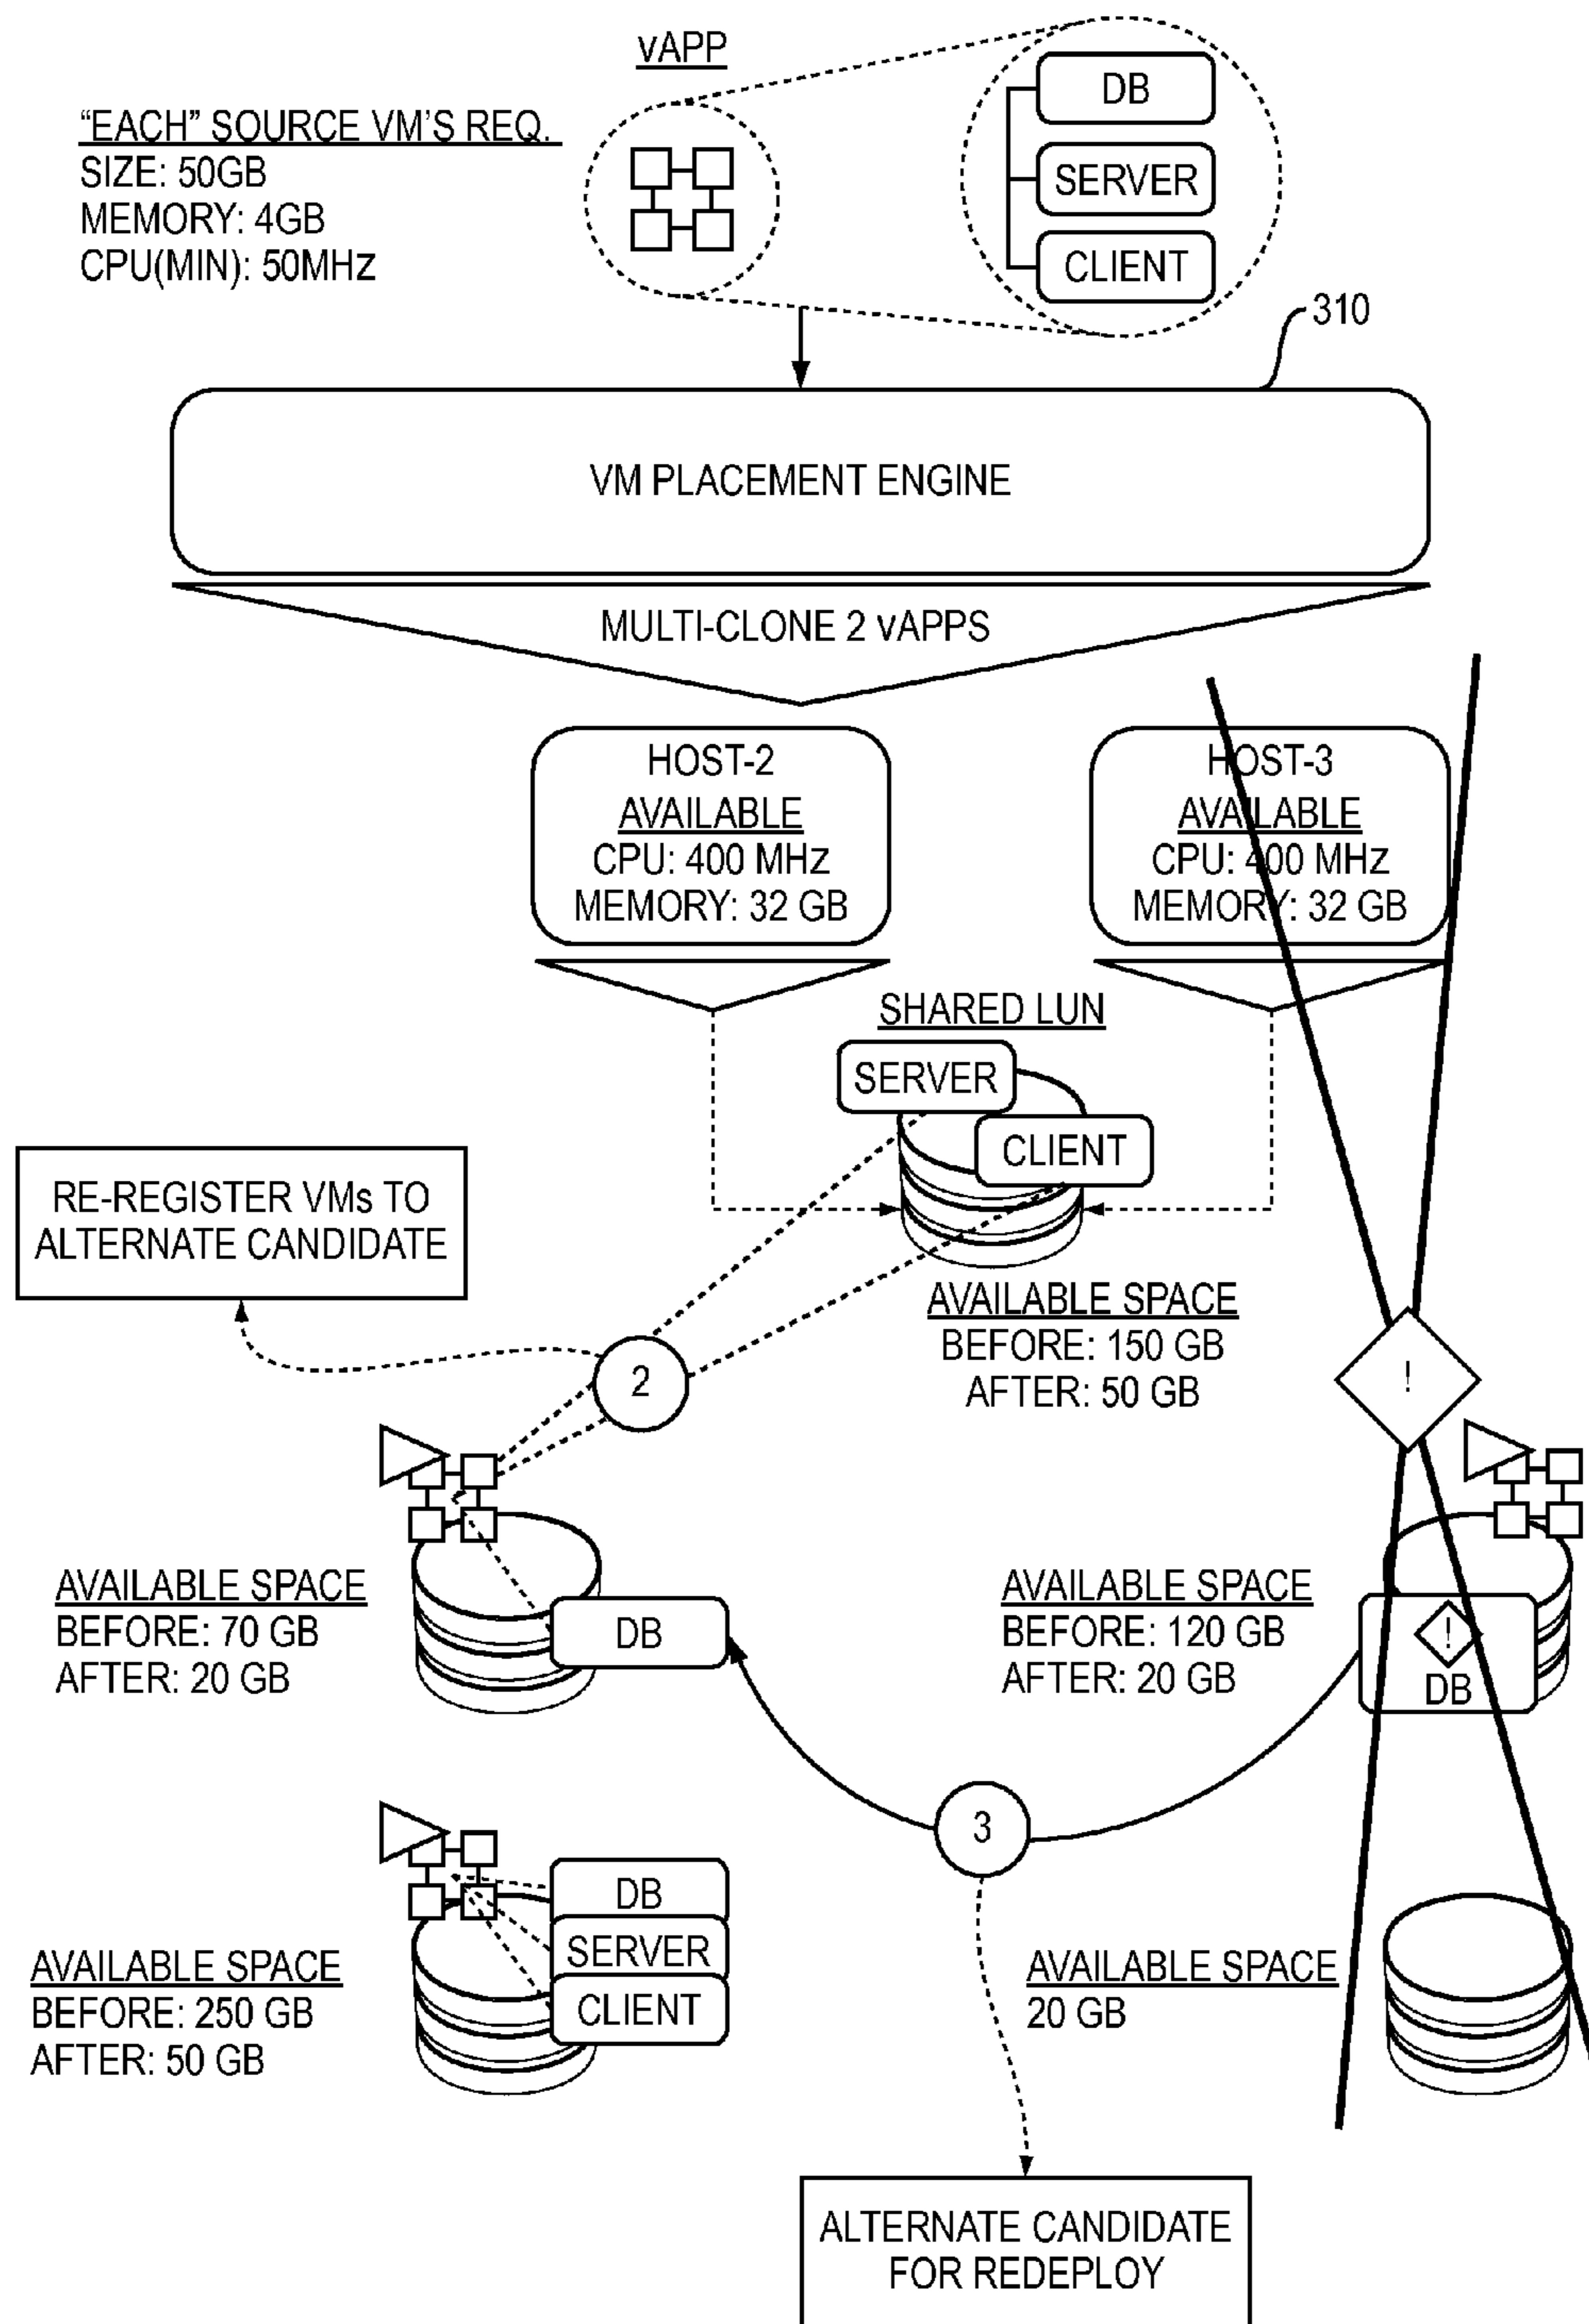 vAPP
"EACH" SOURCE VM'S REQ.
SIZE: 50GB
MEMORY: 4GB
CPU(MIN): 50MHz
DB
SERVER
CLIENT
310
VM PLACEMENT ENGINE
MULTI-CLONE 2 vAPPS
HOST-2
AVAILABLE
CPU: 400 MHz
MEMORY: 32 GB
HOST-3
AVAILABLE
CPU: 400 MHz
MEMORY: 32 GB
SHARED LUN
SERVER
CLIENT
RE-REGISTER VMs TO
ALTERNATE CANDIDATE
AVAILABLE SPACE
BEFORE: 150 GB
AFTER: 50 GB
2
!
AVAILABLE SPACE
BEFORE: 70 GB
AFTER: 20 GB
DB
AVAILABLE SPACE
BEFORE: 120 GB
AFTER: 20 GB
!
DB
3
AVAILABLE SPACE
BEFORE: 250 GB
AFTER: 50 GB
DB
SERVER
CLIENT
AVAILABLE SPACE
20 GB
ALTERNATE CANDIDATE
FOR REDEPLOY